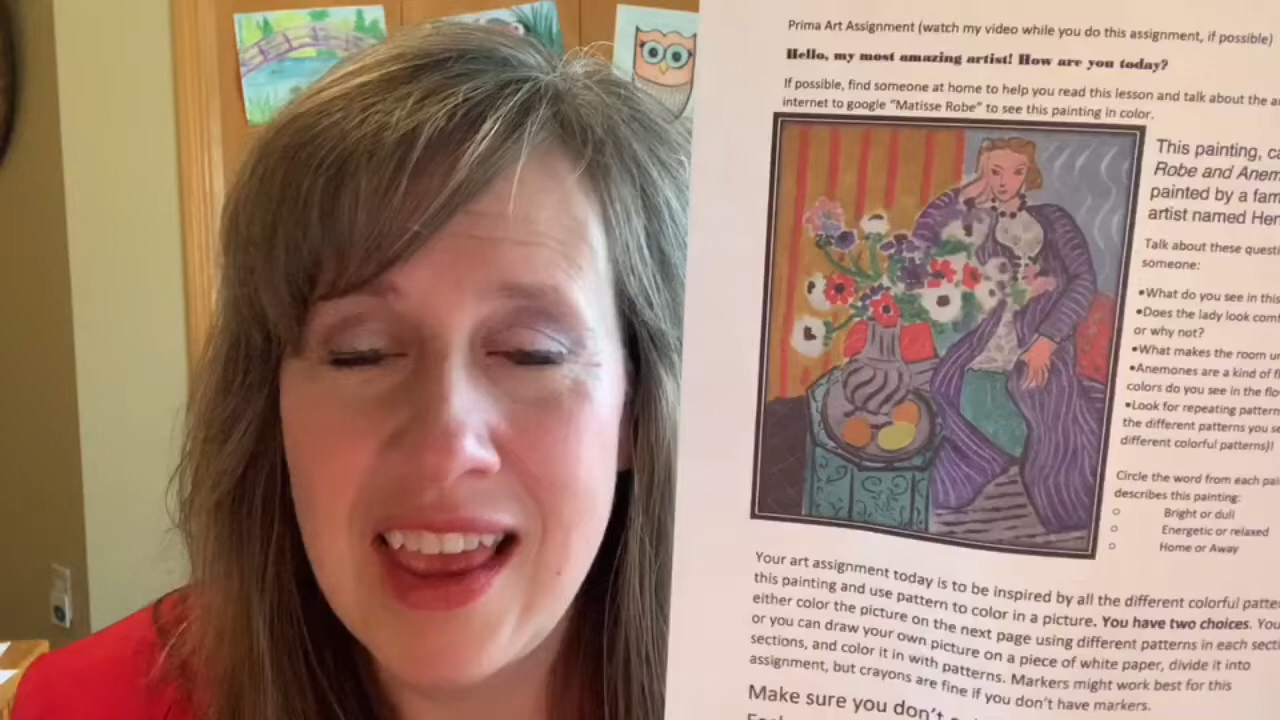 Prima Art Assignment (watch my video while you do this assignment, if possible)
Hello, my most amazing artist! How are you today?
If possible, find someone at home to help you read this lesson and talk about the
internet to google “Matisse Robe” to see this painting in color.
This painting,
Robe and
painted by a
artist named
Talk about these
someone:
•What do you see in this
•Does the lady look
or why not?
•What makes the room
•Anemones are a kind of
colors do you see in the
•Look for repeating
the different patterns you
different colorful patterns)!
Circle the word from each
describes this painting:
○ Bright or dull
○ Energetic or relaxed
○ Home or Away
Your art assignment today is to be inspired by all the different colorful
this painting and use pattern to color in a picture. You have two choices. You
either color the picture on the next page using different patterns in each
or you can draw your own picture on a piece of white paper, divide it into
sections, and color it in with patterns. Markers might work best for this
assignment, but crayons are fine if you don’t have markers.
Make sure you don’t